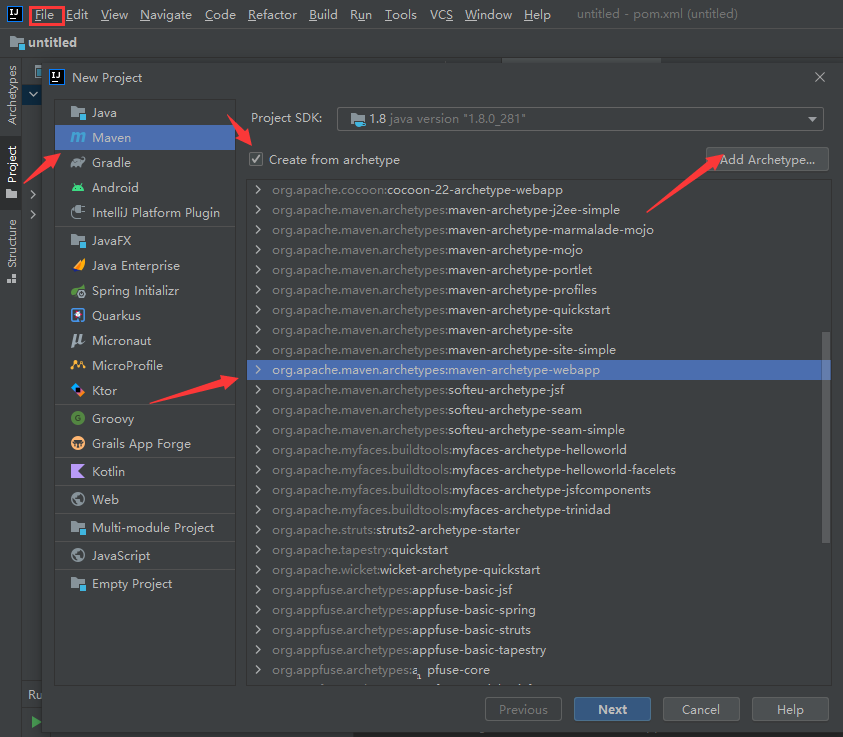 File Edit View Navigate Code Refactor Build Run Tools VCS Window Help untitled - pom.xml (untitled)
untitled
Archetypes
Project
Structure
New Project
Java
Maven
Gradle
Android
IntelliJ Platform Plugin
JavaFX
Java Enterprise
Spring Initializr
Quarkus
Micronaut
MicroProfile
Ktor
Groovy
Grails App Forge
Kotlin
Web
Multi-module Project
JavaScript
Empty Project
Project SDK: 1.8 java version "1.8.0_281"
Create from archetype
Add Archetype...
org.apache.cocoon:cocoon-22-archetype-webapp
org.apache.maven.archetypes:maven-archetype-j2ee-simple
org.apache.maven.archetypes:maven-archetype-marmalade-mojo
org.apache.maven.archetypes:maven-archetype-mojo
org.apache.maven.archetypes:maven-archetype-portlet
org.apache.maven.archetypes:maven-archetype-profiles
org.apache.maven.archetypes:maven-archetype-quickstart
org.apache.maven.archetypes:maven-archetype-site
org.apache.maven.archetypes:maven-archetype-site-simple
org.apache.maven.archetypes:maven-archetype-webapp
org.apache.maven.archetypes:softeu-archetype-jsf
org.apache.maven.archetypes:softeu-archetype-seam
org.apache.maven.archetypes:softeu-archetype-seam-simple
org.apache.myfaces.buildtools:myfaces-archetype-helloworld
org.apache.myfaces.buildtools:myfaces-archetype-helloworld-facelets
org.apache.myfaces.buildtools:myfaces-archetype-jsfcomponents
org.apache.myfaces.buildtools:myfaces-archetype-trinidad
org.apache.struts:struts2-archetype-starter
org.apache.tapestry:quickstart
org.apache.wicket:wicket-archetype-quickstart
org.appfuse.archetypes:appfuse-basic-jsf
org.appfuse.archetypes:appfuse-basic-spring
org.appfuse.archetypes:appfuse-basic-struts
org.appfuse.archetypes:appfuse-basic-tapestry
org.appfuse.archetypes:a pfuse-core
Ru
Previous
Next
Cancel
Help